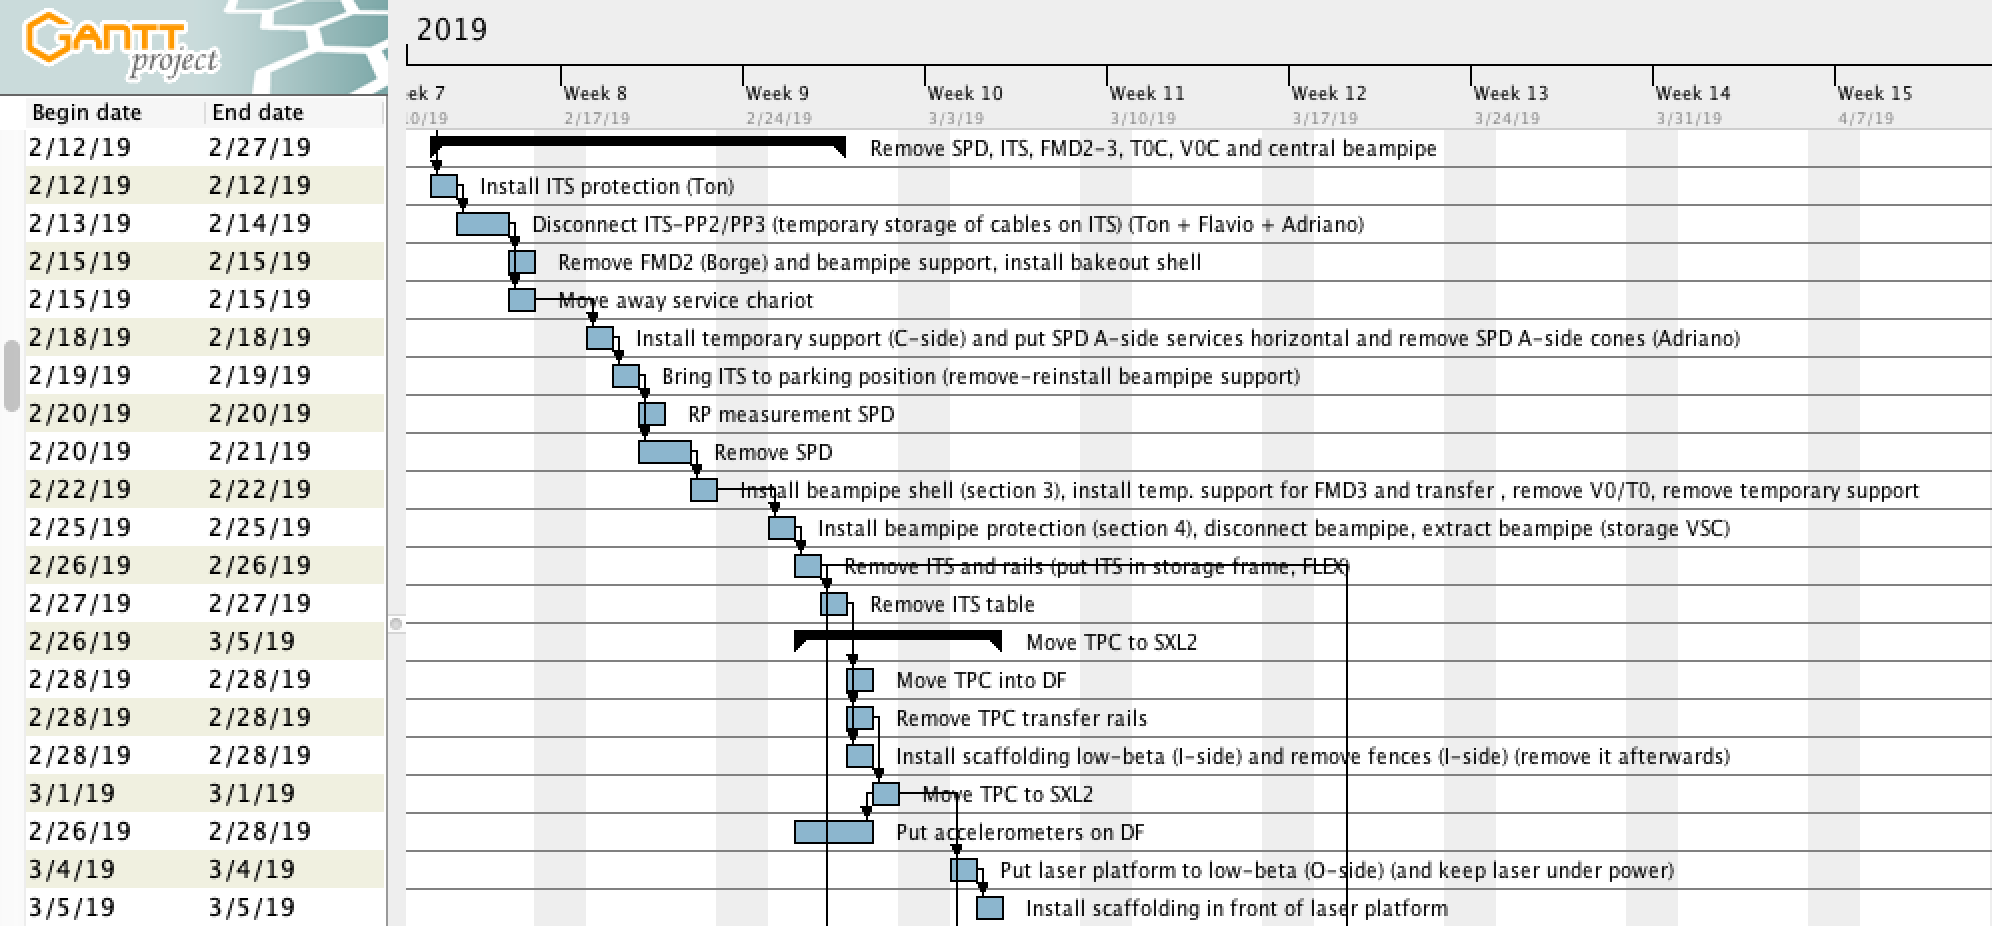 GANTT
project
2019
Week 8 Week 9 Week 10 Week 11 Week 12 Week 13 Week 14 Week 15
Begin date End date
2/17/19 2/24/19 3/3/19 3/10/19 3/17/19 3/24/19 3/31/19 4/7/19
2/12/19 2/27/19 Remove SPD, ITS, FMD2-3, T0C, V0C and central beampipe
2/12/19 2/12/19 Install ITS protection (Ton)
2/13/19 2/14/19 Disconnect ITS-PP2/PP3 (temporary storage of cables on ITS) (Ton + Flavio + Adriano)
2/15/19 2/15/19 Remove FMD2 (Borge) and beampipe support, install bakeout shell
2/15/19 2/15/19 Move away service chariot
2/18/19 2/18/19 Install temporary support (C-side) and put SPD A-side services horizontal and remove SPD A-side cones (Adriano)
2/19/19 2/19/19 Bring ITS to parking position (remove-reinstall beampipe support)
2/20/19 2/20/19 RP measurement SPD
2/20/19 2/21/19 Remove SPD
2/22/19 2/22/19 Install beampipe shell (section 3), install temp. support for FMD3 and transfer , remove V0/T0, remove temporary support
2/25/19 2/25/19 Install beampipe protection (section 4), disconnect beampipe, extract beampipe (storage VSC)
2/26/19 2/26/19 Remove ITS and rails (put ITS in storage frame, FLEX)
2/27/19 2/27/19 Remove ITS table
2/26/19 3/5/19 Move TPC to SXL2
2/28/19 2/28/19 Move TPC into DF
2/28/19 2/28/19 Remove TPC transfer rails
2/28/19 2/28/19 Install scaffolding low-beta (I-side) and remove fences (I-side) (remove it afterwards)
3/1/19 3/1/19 Move TPC to SXL2
2/26/19 2/28/19 Put accelerometers on DF
3/4/19 3/4/19 Put laser platform to low-beta (O-side) (and keep laser under power)
3/5/19 3/5/19 Install scaffolding in front of laser platform